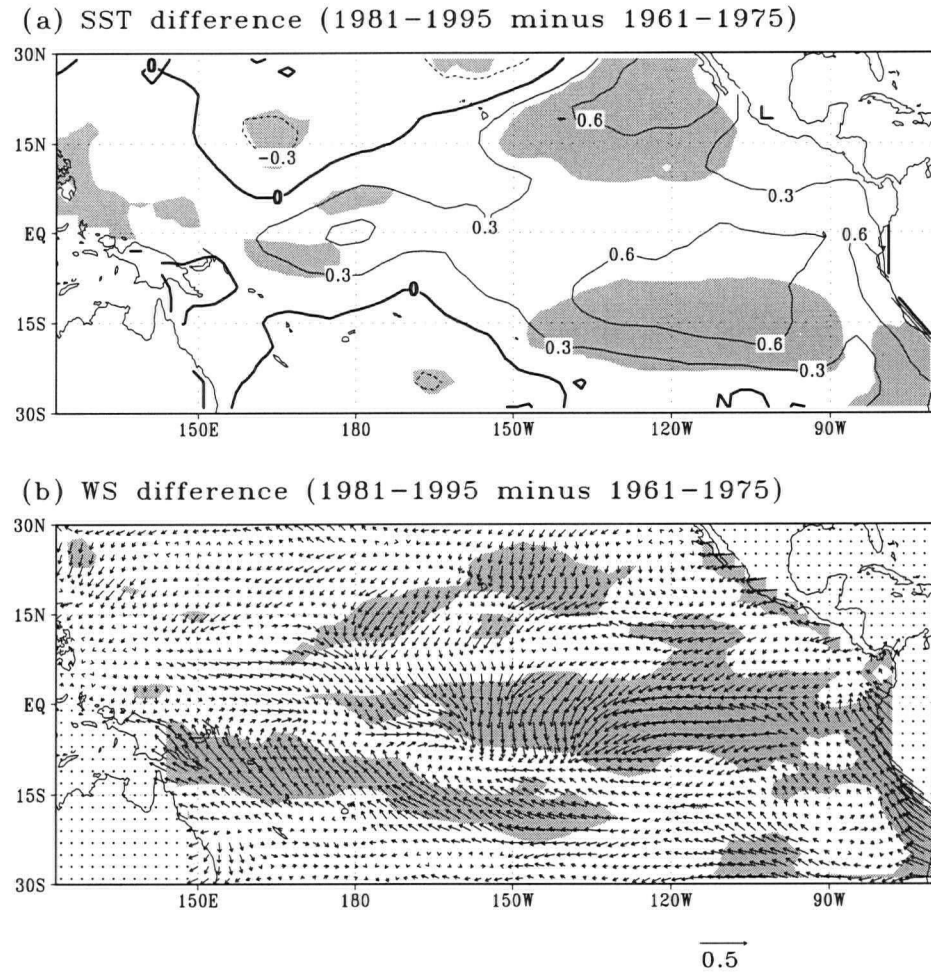 (a) SST difference (1981−1995 minus 1961−1975)
30N
0
0.6
L
15N
−0.3
0.3
0
0.3
EQ
0.6
0.6
0.3
0
15S
0.6
0.3
0.3
30S
150E 180 150W 120W 90W
(b) WS difference (1981−1995 minus 1961−1975)
30N
15N
EQ
15S
30S
150E 180 150W 120W 90W
0.5